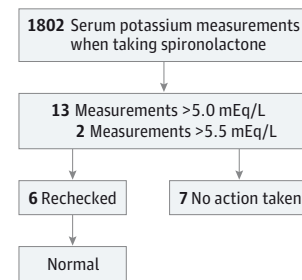 1802 Serum potassium measurements
when taking spironolactone
13 Measurements >5.0 mEq/L
2 Measurements >5.5 mEq/L
6 Rechecked
7 No action taken
Normal